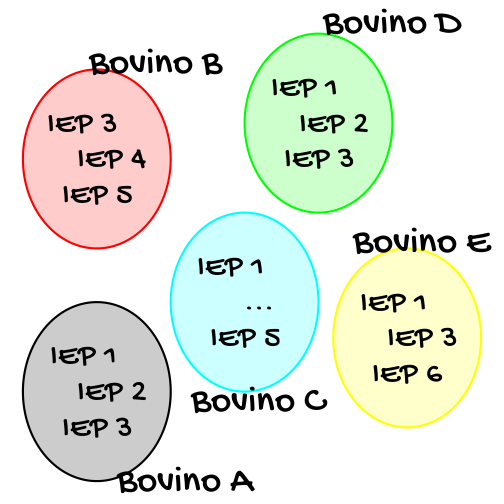 Bovino D
IEP 1
IEP 2
IEP 3
Bovino B
IEP 3
IEP 4
IEP 5
IEP 1
...
IEP 5
Bovino C
Bovino E
IEP 1
IEP 3
IEP 6
IEP 1
IEP 2
IEP 3
Bovino A